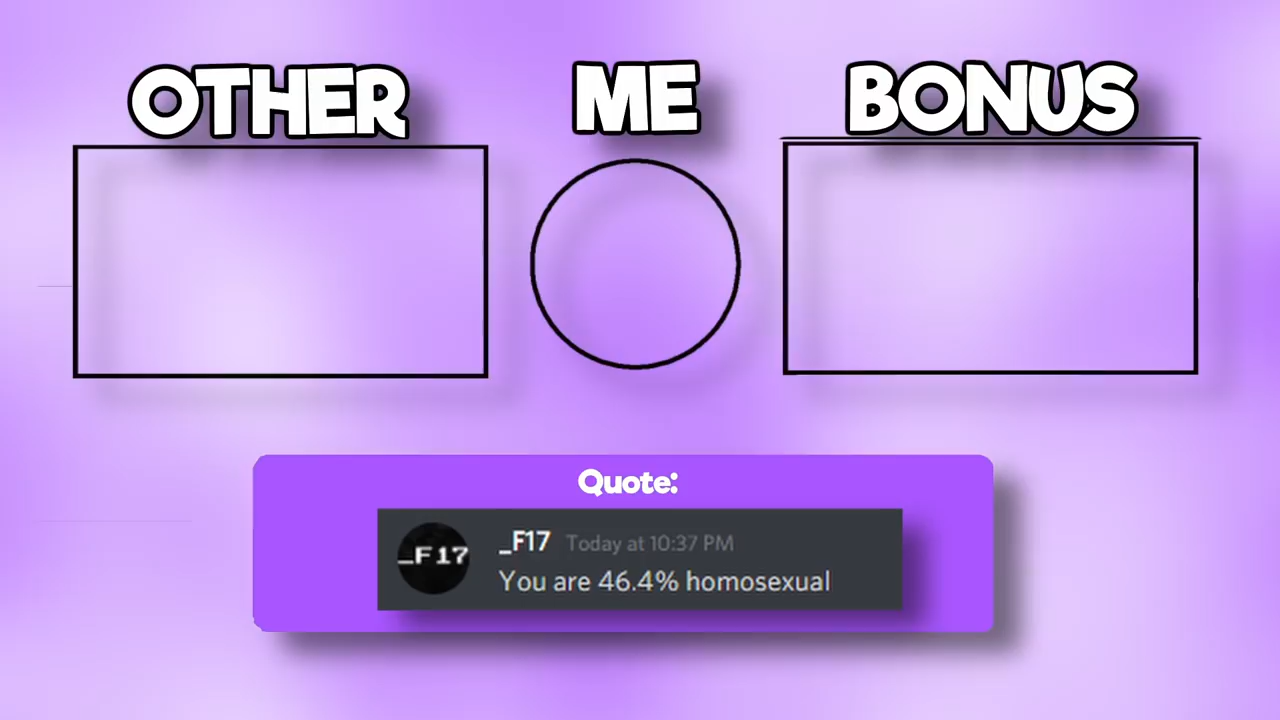 OTHER
ME
BONUS
Quote:
_F17
_F17 Today at 10:37 PM
You are 46.4% homosexual